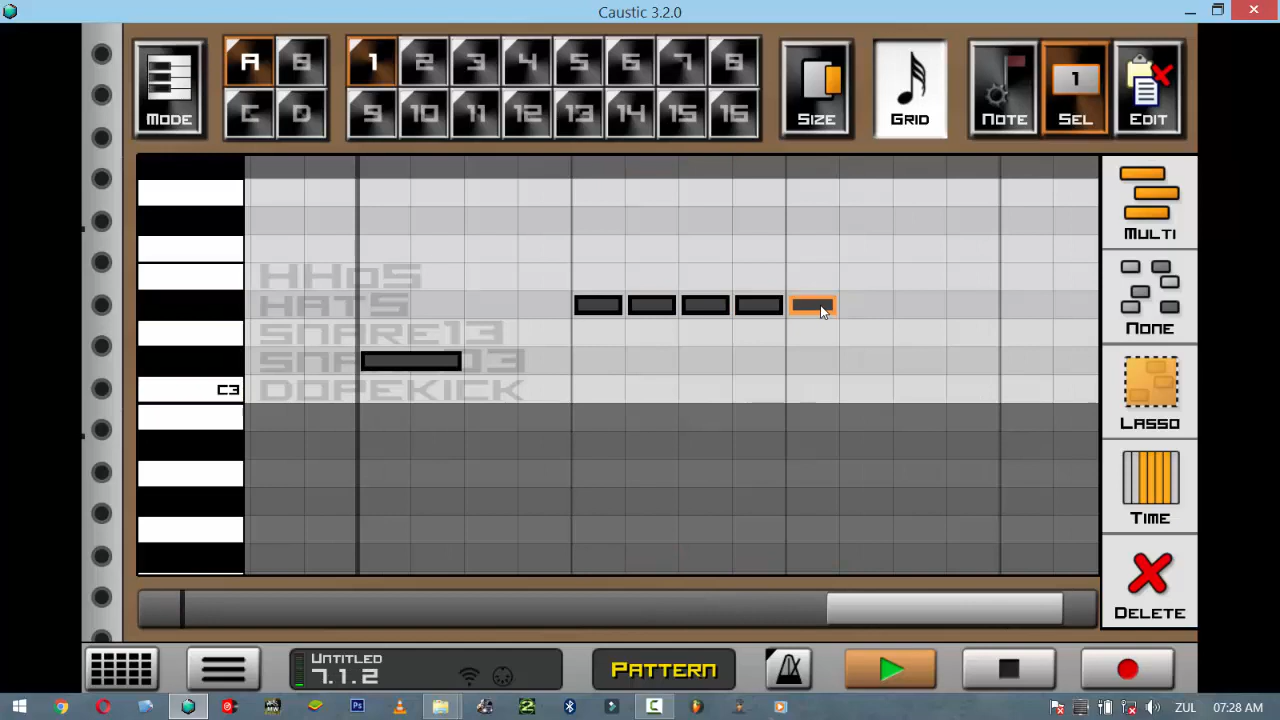 Caustic 3.2.0
MODE
A B 1 2 3 4 5 6 7 8
C D 9 10 11 12 13 14 15 16
SIZE
GRID
NOTE
1
SEL
EDIT
MULTI
HHoS
HATS
SNARE13
NONE
C3
DOPEKICK
LASSO
TIME
DELETE
UNTITLED
7.1.2
PATTERN
ZUL 07:28 AM